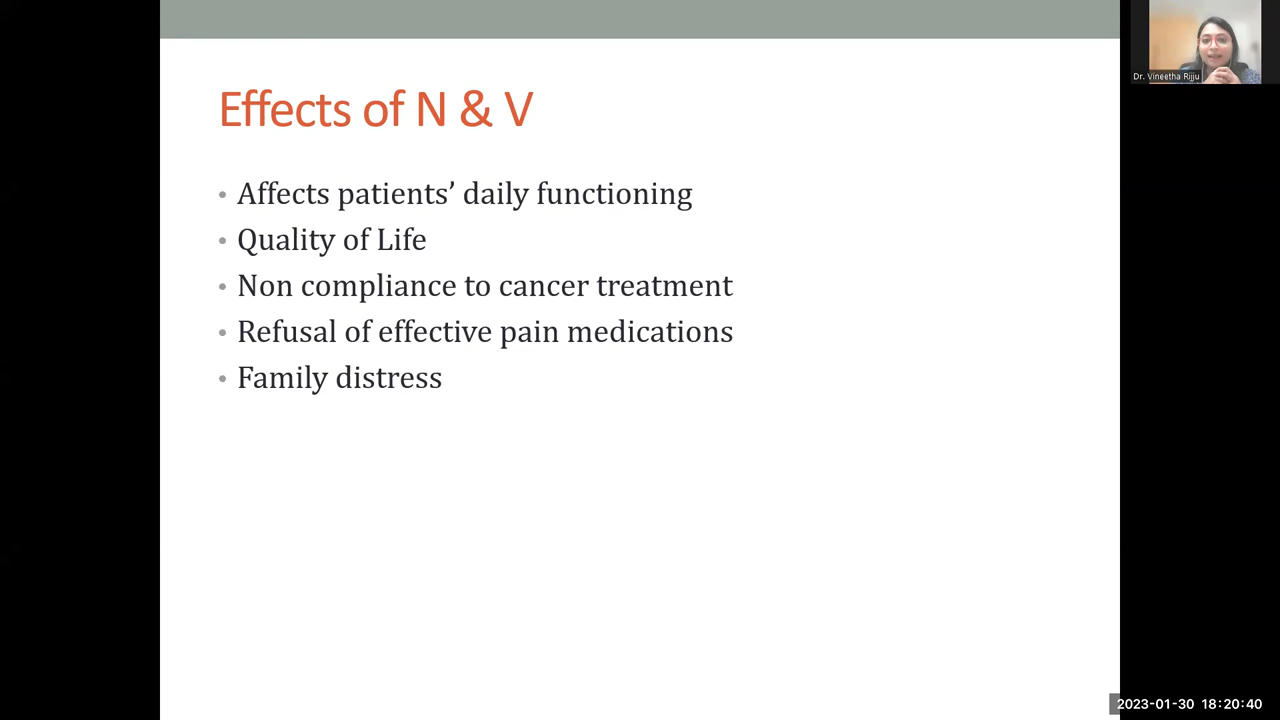 Effects of N & V
• Affects patients’ daily functioning
• Quality of Life
• Non compliance to cancer treatment
• Refusal of effective pain medications
• Family distress
Dr. Vineetha Rijju
2023-01-30 18:20:40